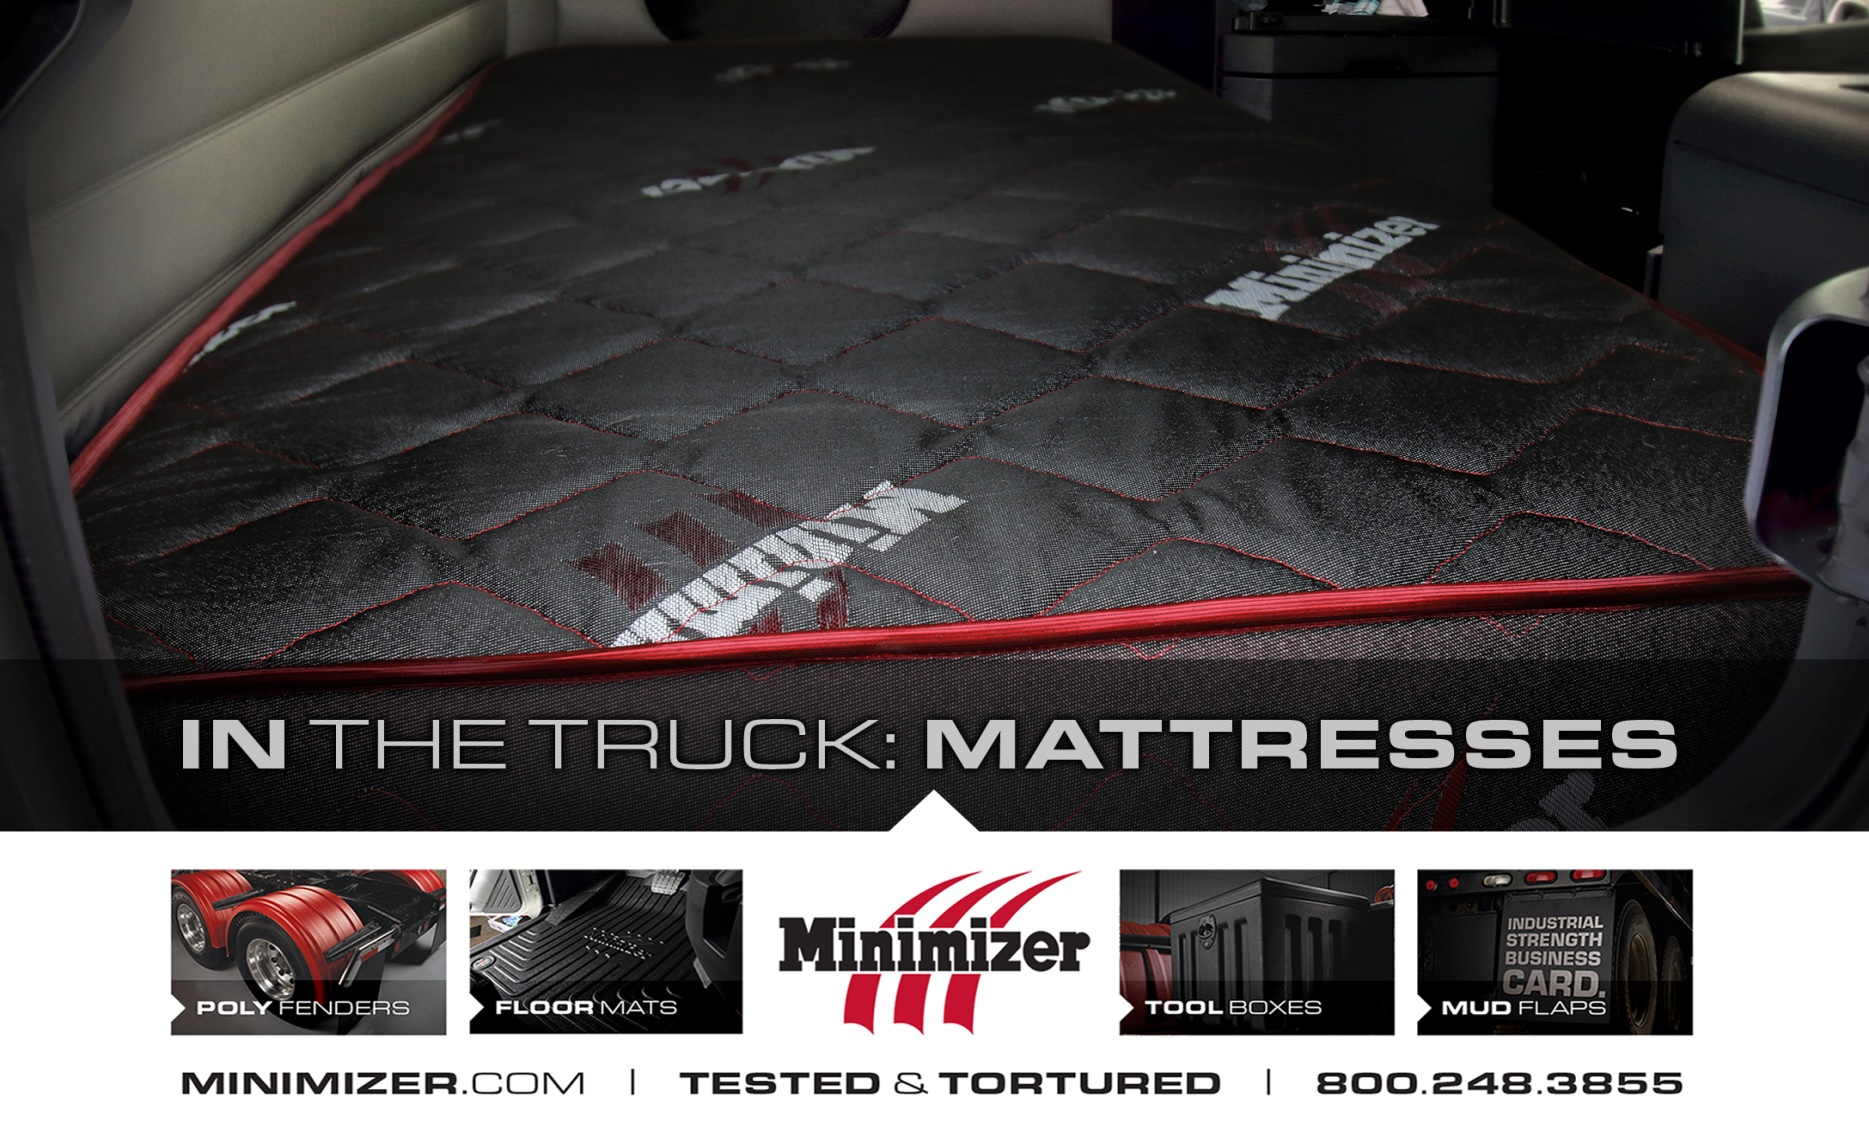 Minimizer
Minimizer
IN THE TRUCK: MATTRESSES
POLY FENDERS
FLOOR MATS
Minimizer
TOOL BOXES
INDUSTRIAL
STRENGTH
BUSINESS
CARD.
MUD FLAPS
MINIMIZER.COM | TESTED & TORTURED | 800.248.3855